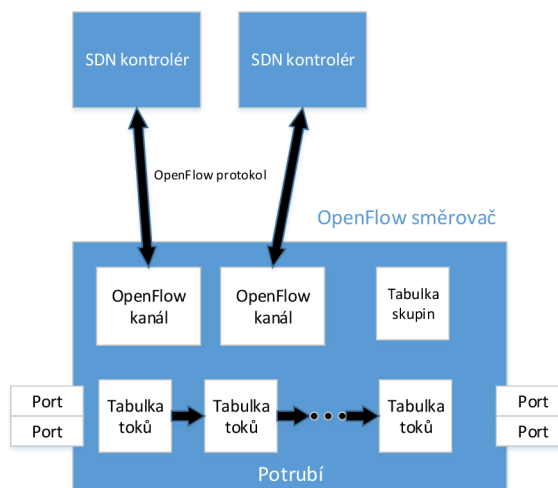 SDN kontrolér
SDN kontrolér
OpenFlow protokol
OpenFlow směrovač
OpenFlow
kanál
OpenFlow
kanál
Tabulka
skupin
Port
Port
Tabulka
toků
Tabulka
toků
Tabulka
toků
Port
Port
Potrubí